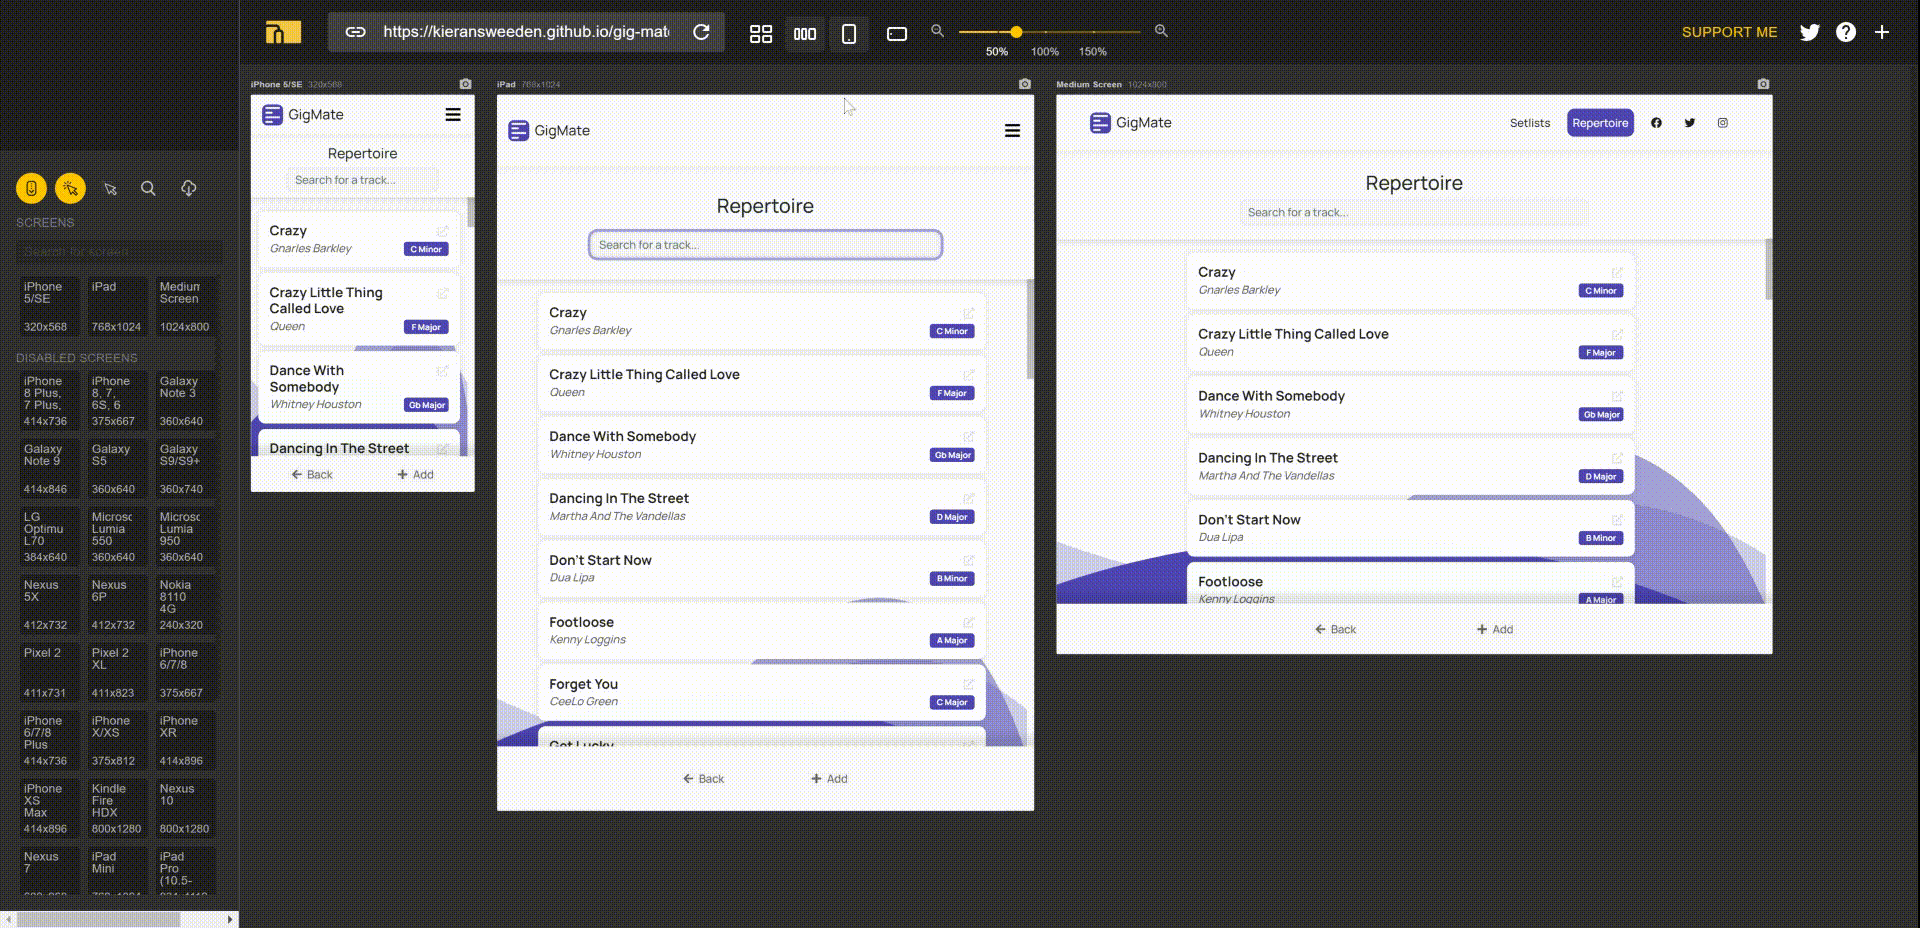 https://kieransweeden.github.io/gig-mat
50% 100% 150%
SUPPORT ME
SCREENS
Search for screen
iPhone 5/SE
320x568
iPad
768x1024
Medium Screen
1024x800
DISABLED SCREENS
iPhone 8 Plus, 7 Plus,
414x736
iPhone 8, 7, 6S, 6
375x667
Galaxy Note 3
360x640
Galaxy Note 9
414x846
Galaxy S5
360x640
Galaxy S9/S9+
360x740
LG Optimu L70
384x640
Microsc Lumia 550
360x640
Microsc Lumia 950
360x640
Nexus 5X
412x732
Nexus 6P
412x732
Nokia 8110 4G
240x320
Pixel 2
411x731
Pixel 2 XL
411x823
iPhone 6/7/8
375x667
iPhone 6/7/8 Plus
414x736
iPhone X/XS
375x812
iPhone XR
414x896
iPhone XS Max
414x896
Kindle Fire HDX
800x1280
Nexus 10
800x1280
Nexus 7
iPad Mini
iPad Pro (10.5-
iPhone 5/SE 320x568
GigMate
Repertoire
Search for a track...
Crazy
Gnarles Barkley
C Minor
Crazy Little Thing
Called Love
Queen
F Major
Dance With
Somebody
Whitney Houston
Gb Major
Dancing In The Street
Back
Add
iPad 768x1024
GigMate
Repertoire
Search for a track...
Crazy
Gnarles Barkley
C Minor
Crazy Little Thing Called Love
Queen
F Major
Dance With Somebody
Whitney Houston
Gb Major
Dancing In The Street
Martha And The Vandellas
D Major
Don't Start Now
Dua Lipa
B Minor
Footloose
Kenny Loggins
A Major
Forget You
CeeLo Green
C Major
Get Lucky
Back
Add
Medium Screen 1024x800
GigMate
Setlists
Repertoire
Repertoire
Search for a track...
Crazy
Gnarles Barkley
C Minor
Crazy Little Thing Called Love
Queen
F Major
Dance With Somebody
Whitney Houston
Gb Major
Dancing In The Street
Martha And The Vandellas
D Major
Don't Start Now
Dua Lipa
B Minor
Footloose
Kenny Loggins
A Major
Back
Add